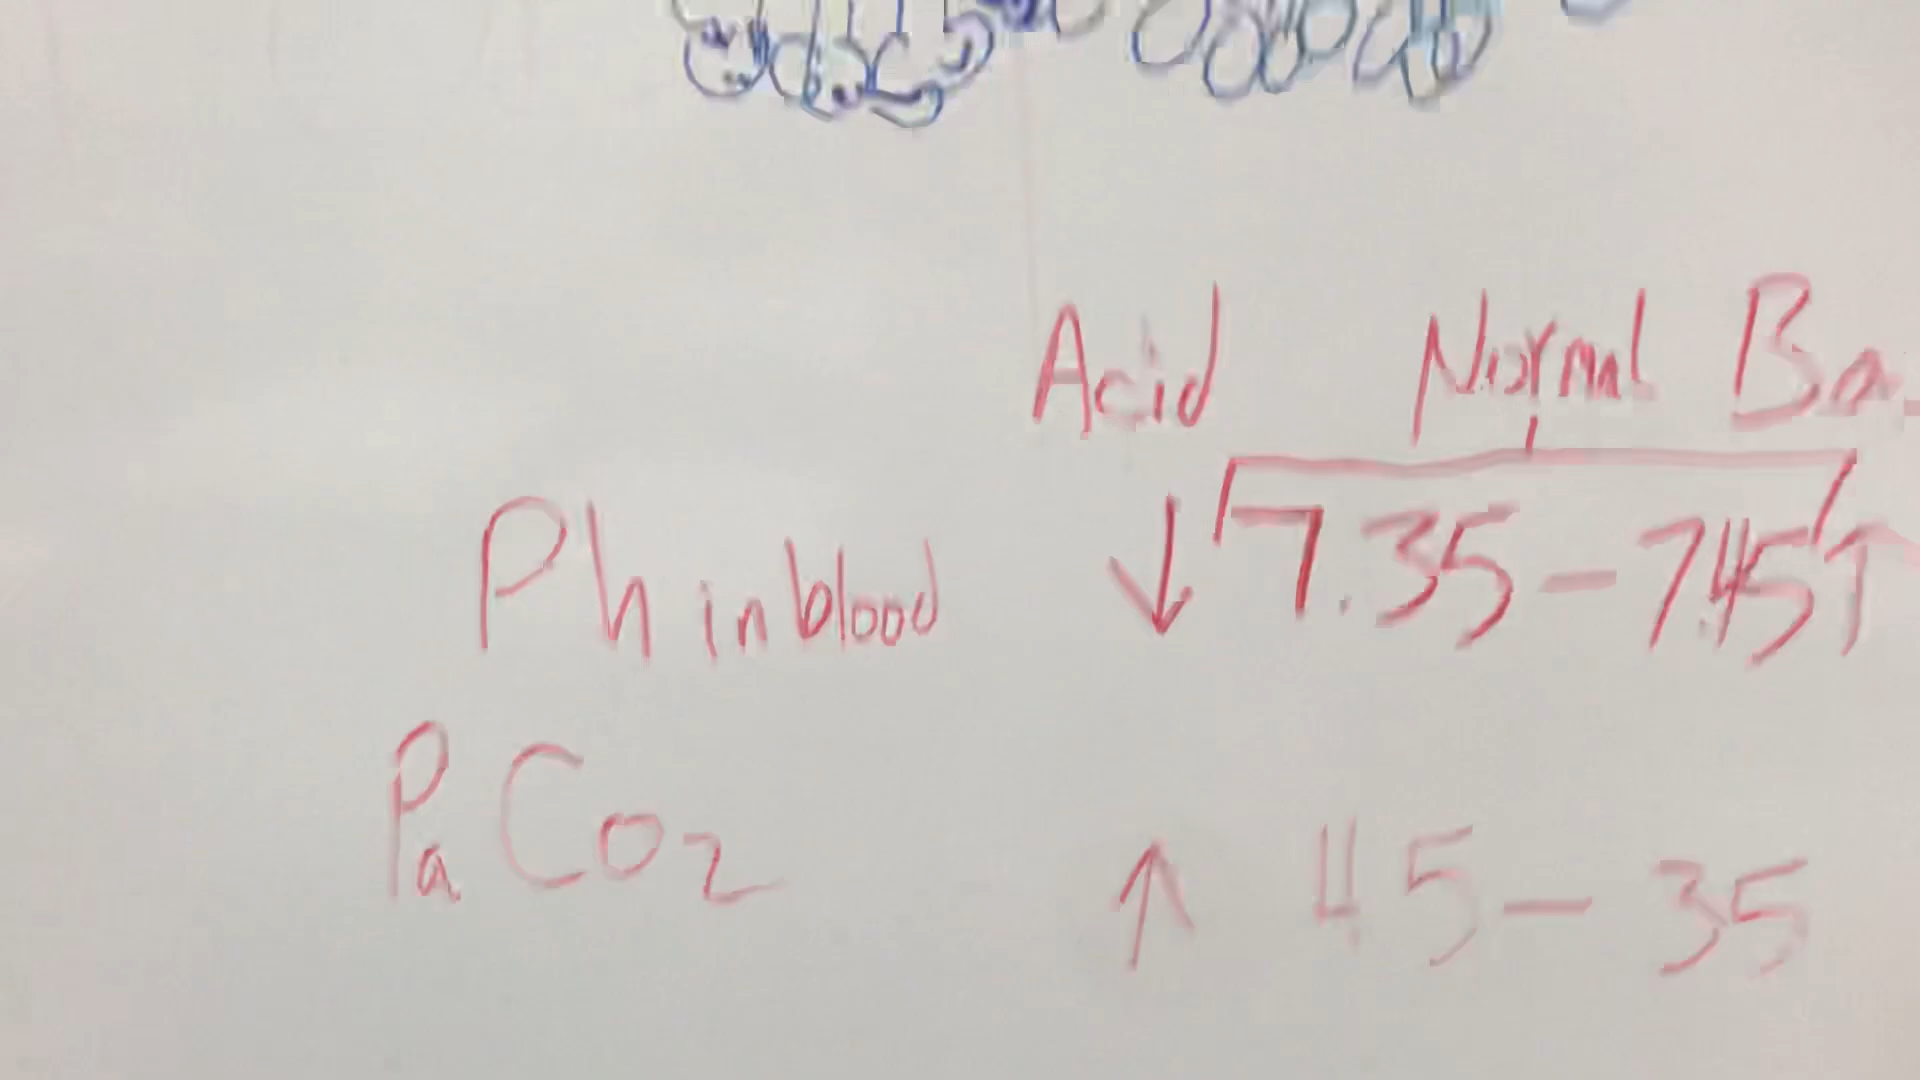 Acid Normal Ba
Ph in blood ↓ 7.35 - 7.45 ↑
PaCo2 ↑ 45 - 35